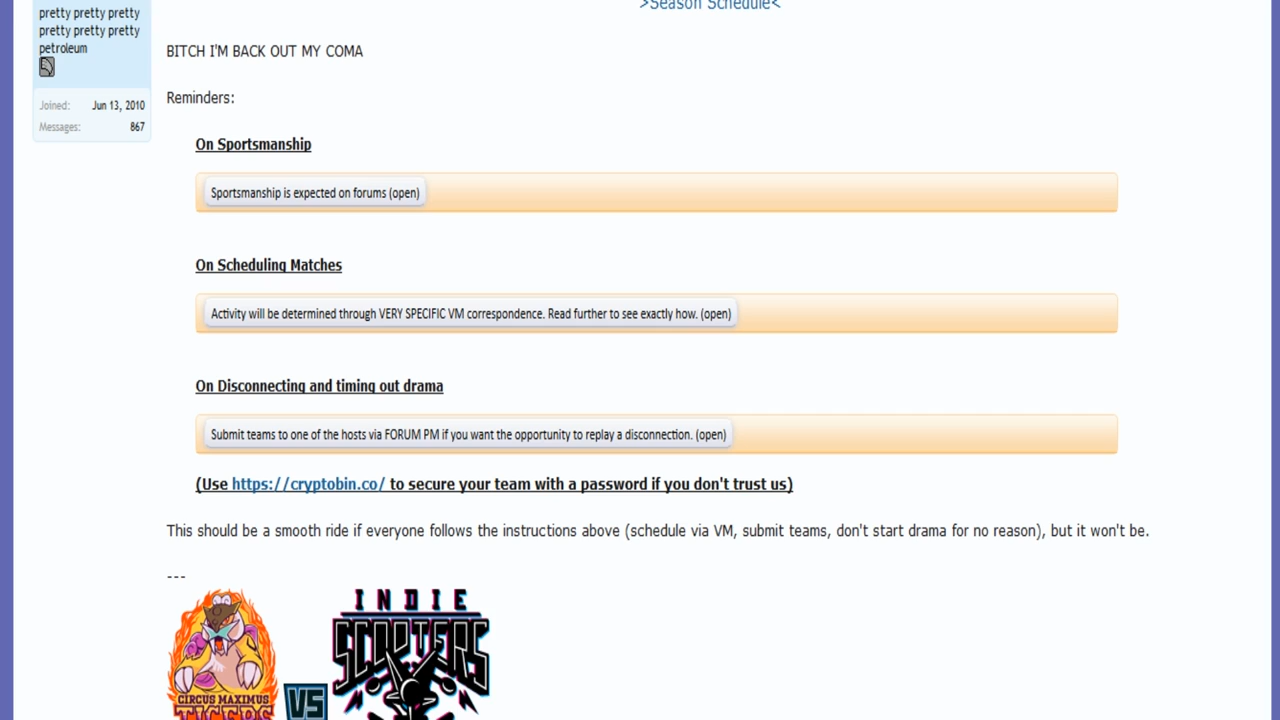 >Season Schedule<
pretty pretty pretty
pretty pretty pretty
petroleum
BITCH I'M BACK OUT MY COMA
Joined: Jun 13, 2010
Messages: 867
Reminders:
On Sportsmanship
Sportsmanship is expected on forums (open)
On Scheduling Matches
Activity will be determined through VERY SPECIFIC VM correspondence. Read further to see exactly how. (open)
On Disconnecting and timing out drama
Submit teams to one of the hosts via FORUM PM if you want the opportunity to replay a disconnection. (open)
(Use https://cryptobin.co/ to secure your team with a password if you don't trust us)
This should be a smooth ride if everyone follows the instructions above (schedule via VM, submit teams, don't start drama for no reason), but it won't be.
---
CIRCUS MAXIMUS
TIGERS
VS
INDIE
SCOOTERS